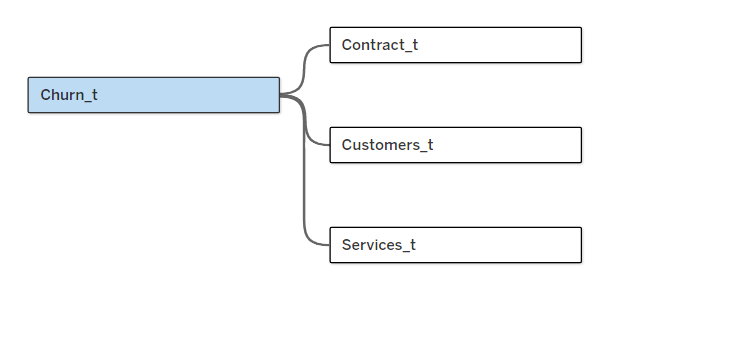 Churn_t
Contract_t
Customers_t
Services_t